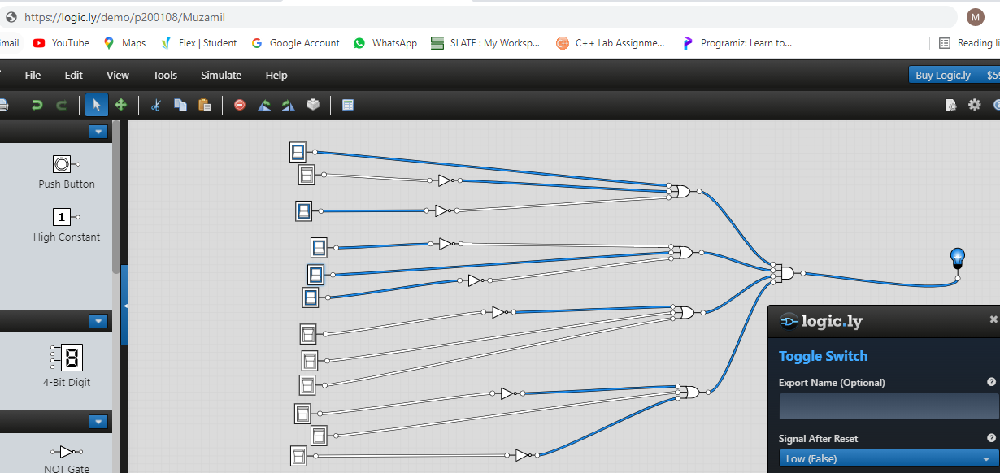 https://logic.ly/demo/p200108/Muzamil
M
mail YouTube Maps Flex | Student Google Account WhatsApp SLATE : My Worksp... C++ Lab Assignme... Programiz: Learn to... Reading li
File Edit View Tools Simulate Help Buy Logic.ly — $59
Push Button
1
High Constant
8
4-Bit Digit
NOT Gate
logic.ly
Toggle Switch
Export Name (Optional)
Signal After Reset
Low (False)